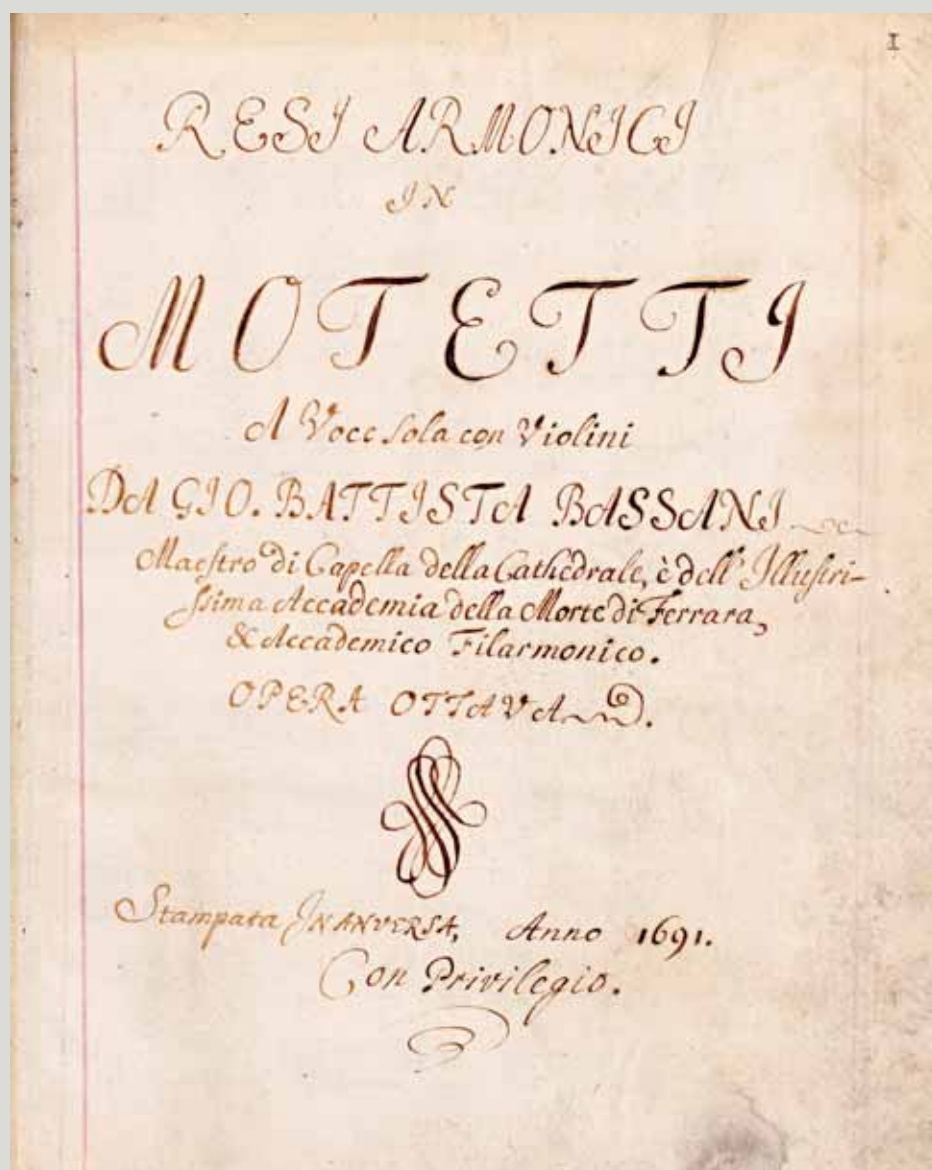 I
RESI ARMONICI
IN
MOTETTI
A Voce sola con Violini
DA GIO. BATTISTA BASSANI
Maestro di Capella della Cathedrale, è dell' Illustri-
ssima Accademia della Morte di Ferrara,
& Accademico Filarmonico.
OPERA OTTAVA.
Stampata IN ANVERSA, Anno 1691.
Con Privilegio.